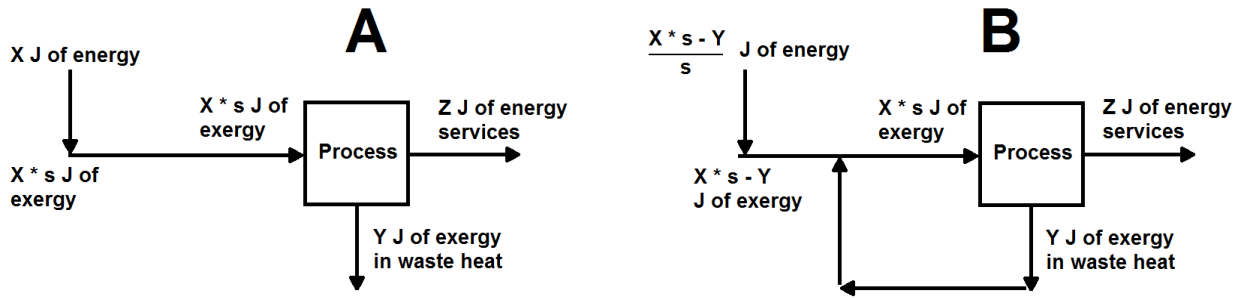 A
X J of energy
X * s J of
exergy
Z J of energy
services
Process
X * s J of
exergy
Y J of exergy
in waste heat
B
X * s - Y
s
J of energy
X * s J of
exergy
Z J of energy
services
Process
X * s - Y
J of exergy
Y J of exergy
in waste heat